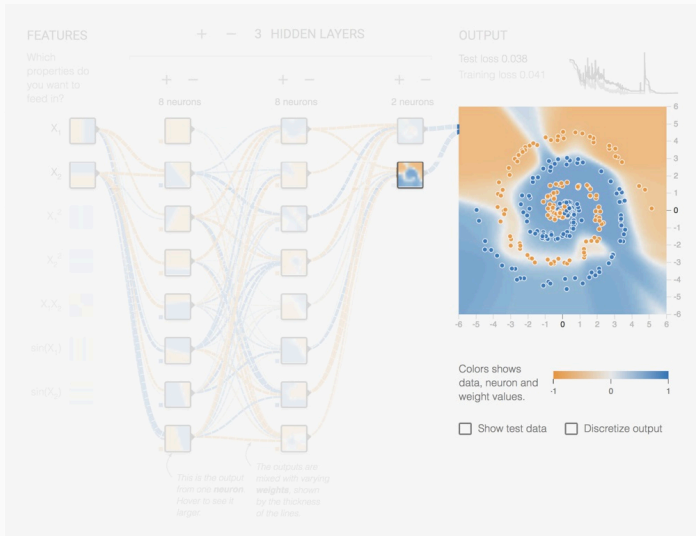 FEATURES
+ − 3 HIDDEN LAYERS
OUTPUT
Which
properties do
you want to
feed in?
Test loss 0.036
Training loss 0.041
+ −
+ −
+ −
8 neurons
8 neurons
2 neurons
X₁
X₂
X₁²
X₂²
X₁X₂
sin(X₁)
sin(X₂)
This is the output
from one neuron.
Hover to see it
larger.
The outputs are
mixed with varying
weights, shown
by the thickness
of the lines.
6
5
4
3
2
1
0
-1
-2
-3
-4
-5
-6
-6 -5 -4 -3 -2 -1 0 1 2 3 4 5 6
Colors shows
data, neuron and
weight values.
-1 0 1
Show test data
Discretize output